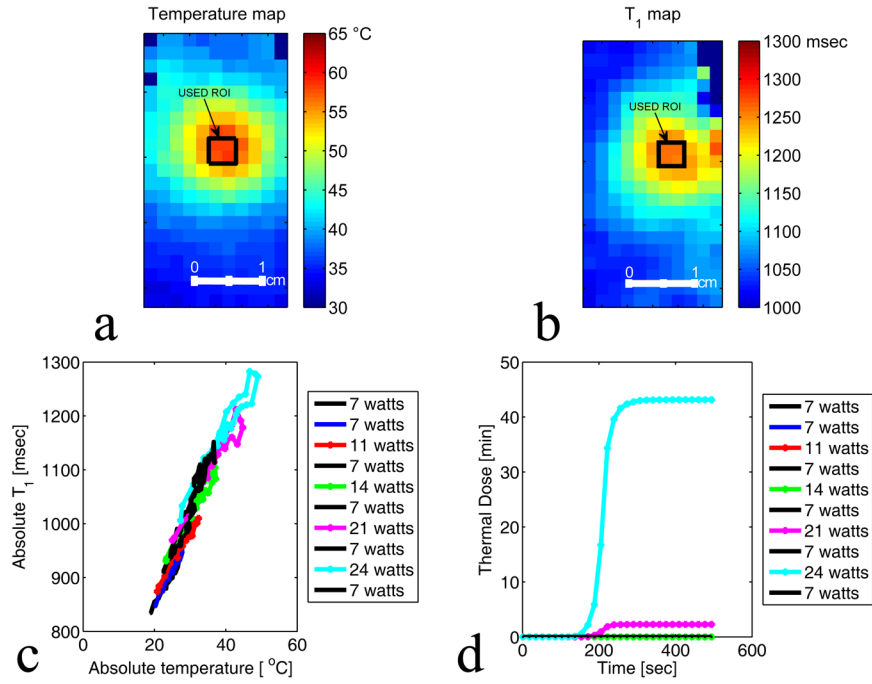 Temperature map
65 °C
60
55
50
45
40
35
30
USED ROI
0 1
cm
a
T1 map
1300 msec
1300
1250
1200
1150
1100
1050
1000
USED ROI
0 1
cm
b
1300
1200
1100
1000
900
800
Absolute T1 [msec]
0 20 40 60
Absolute temperature [ °C]
7 watts
7 watts
11 watts
7 watts
14 watts
7 watts
21 watts
7 watts
24 watts
7 watts
c
50
40
30
20
10
0
Thermal Dose [min]
0 200 400 600
Time [sec]
7 watts
7 watts
11 watts
7 watts
14 watts
7 watts
21 watts
7 watts
24 watts
7 watts
d